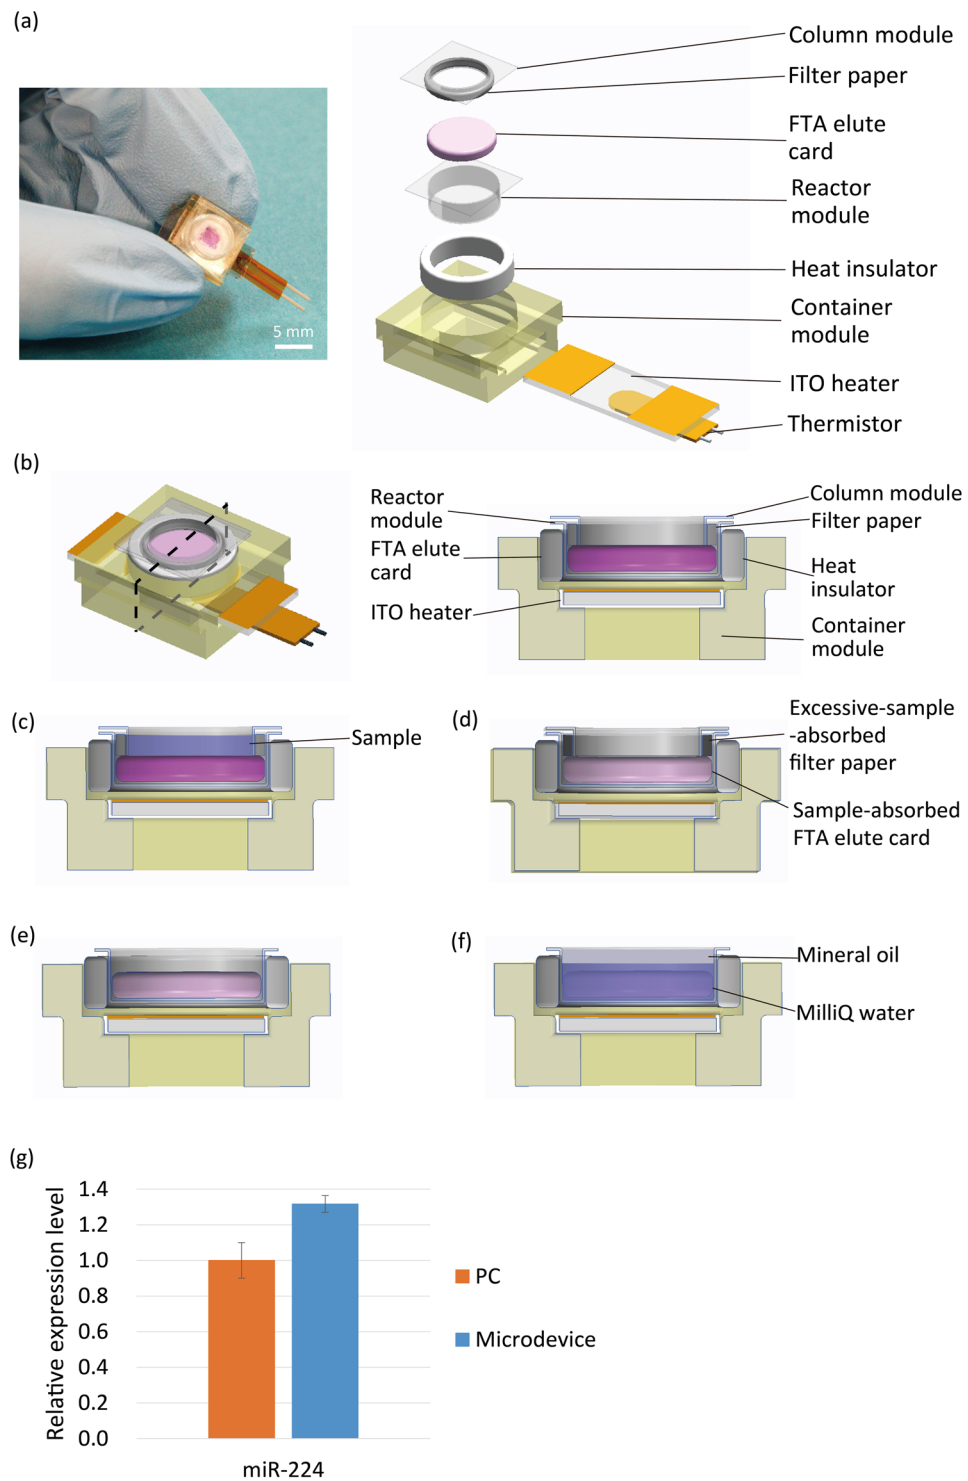 (a)
5 mm
Column module
Filter paper
FTA elute
card
Reactor
module
Heat insulator
Container
module
ITO heater
Thermistor
(b)
Reactor
module
FTA elute
card
ITO heater
Column module
Filter paper
Heat
insulator
Container
module
(c)
Sample
(d)
Excessive-sample
-absorbed
filter paper
Sample-absorbed
FTA elute card
(e)
(f)
Mineral oil
MilliQ water
(g)
Relative expression level
1.4
1.2
1.0
0.8
0.6
0.4
0.2
0.0
miR-224
PC
Microdevice